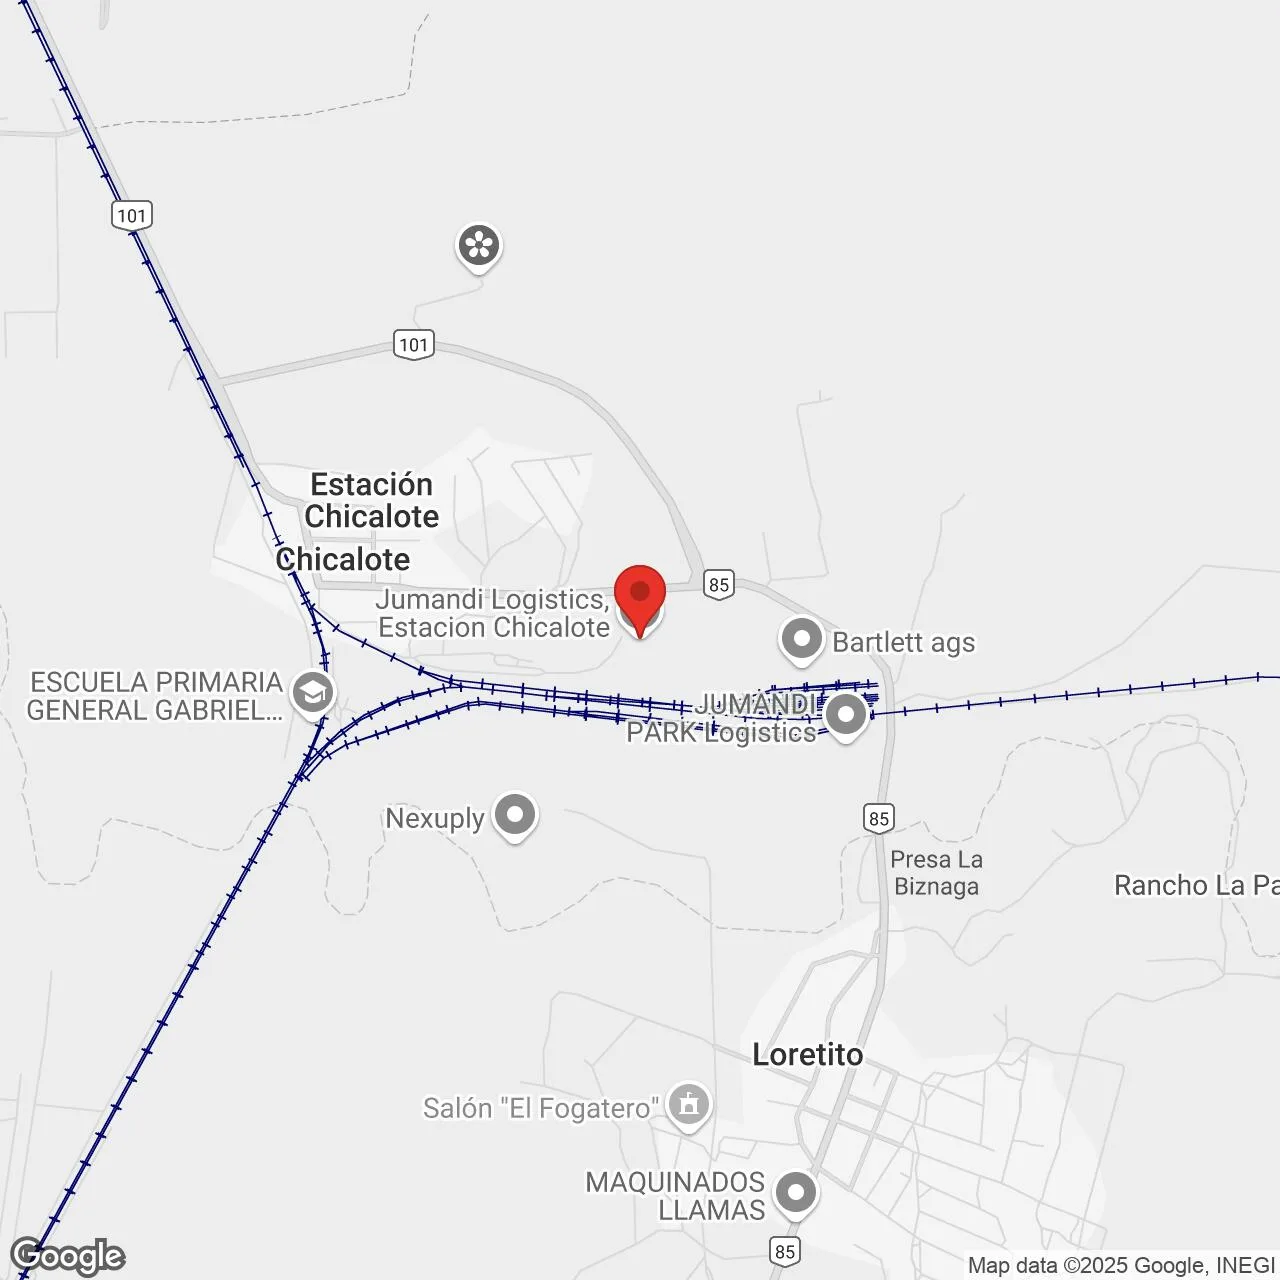 101
101
Estación
Chicalote
Chicalote
85
Jumandi Logistics,
Estacion Chicalote
Bartlett ags
ESCUELA PRIMARIA
GENERAL GABRIEL...
JUMANDI
PARK Logistics
Nexuply
85
Presa La
Biznaga
Rancho La Pa
Loretito
Salón "El Fogatero"
MAQUINADOS
LLAMAS
85
Google
Map data ©2025 Google, INEGI